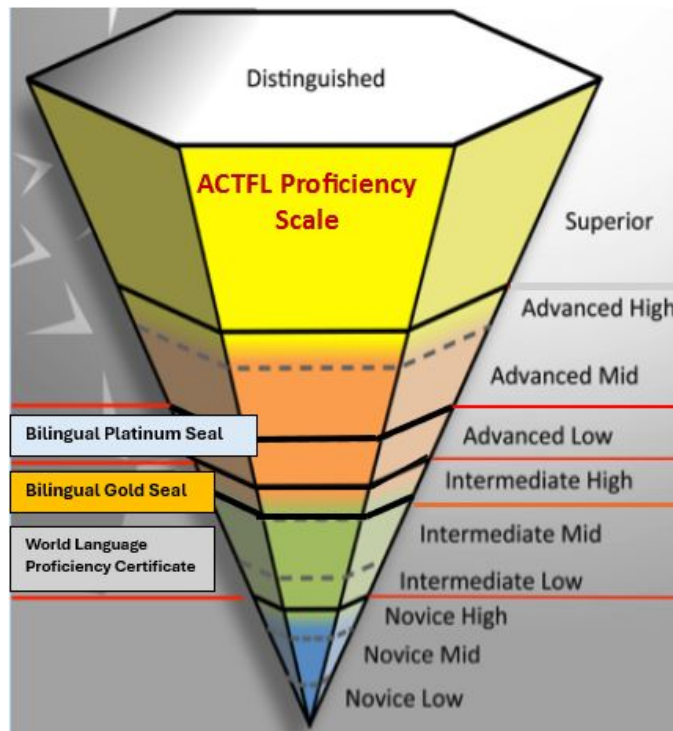 Distinguished
ACTFL Proficiency
Scale
Superior
Advanced High
Advanced Mid
Bilingual Platinum Seal
Advanced Low
Bilingual Gold Seal
Intermediate High
World Language
Proficiency Certificate
Intermediate Mid
Intermediate Low
Novice High
Novice Mid
Novice Low